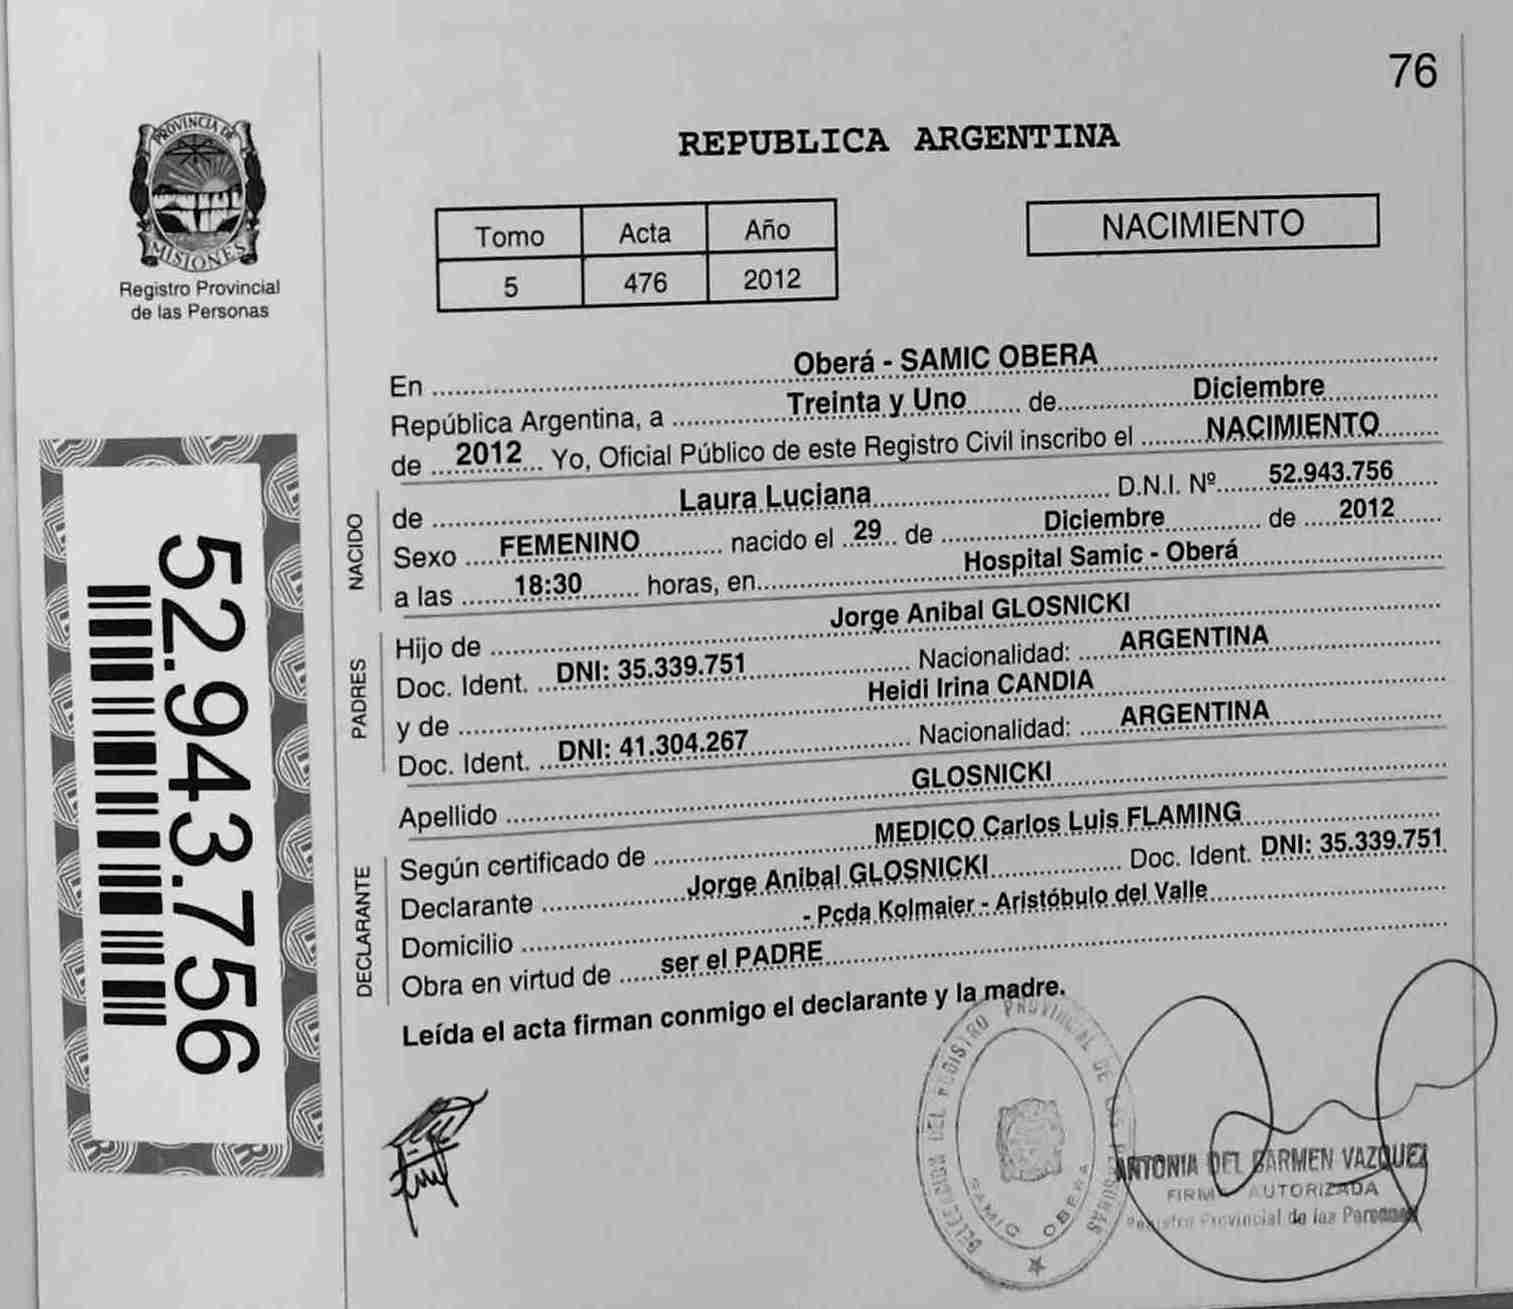 76
PROVINCIA DE
MISIONES
Registro Provincial
de las Personas
REPUBLICA ARGENTINA
Tomo Acta Año
5 476 2012
NACIMIENTO
En Oberá - SAMIC OBERA
República Argentina, a Treinta y Uno de Diciembre
de 2012 Yo, Oficial Público de este Registro Civil inscribo el NACIMIENTO
NACIDO
de Laura Luciana D.N.I. Nº 52.943.756
Sexo FEMENINO nacido el 29 de Diciembre de 2012
a las 18:30 horas, en Hospital Samic - Oberá
PADRES
Hijo de Jorge Anibal GLOSNICKI
Doc. Ident. DNI: 35.339.751 Nacionalidad: ARGENTINA
y de Heidi Irina CANDIA
Doc. Ident. DNI: 41.304.267 Nacionalidad: ARGENTINA
Apellido GLOSNICKI
DECLARANTE
Según certificado de MEDICO Carlos Luis FLAMING
Declarante Jorge Anibal GLOSNICKI Doc. Ident. DNI: 35.339.751
Domicilio - Pcda Kolmaier - Aristóbulo del Valle
Obra en virtud de ser el PADRE
Leída el acta firman conmigo el declarante y la madre.
52.943.756
DEL REGISTRO PROVINCIAL DE LAS
SAMIC OBERA
ANTONIA DEL CARMEN VAZQUEZ
FIRMA AUTORIZADA
Registro Provincial de las Personas